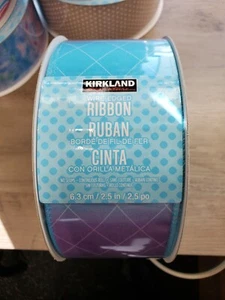 KIRKLAND
RIBBON
RUBAN
BORDÉ DE FIL DE FER
CINTA
CON ORILLA METÁLICA
6.3 cm / 2.5 in / 2.5 po